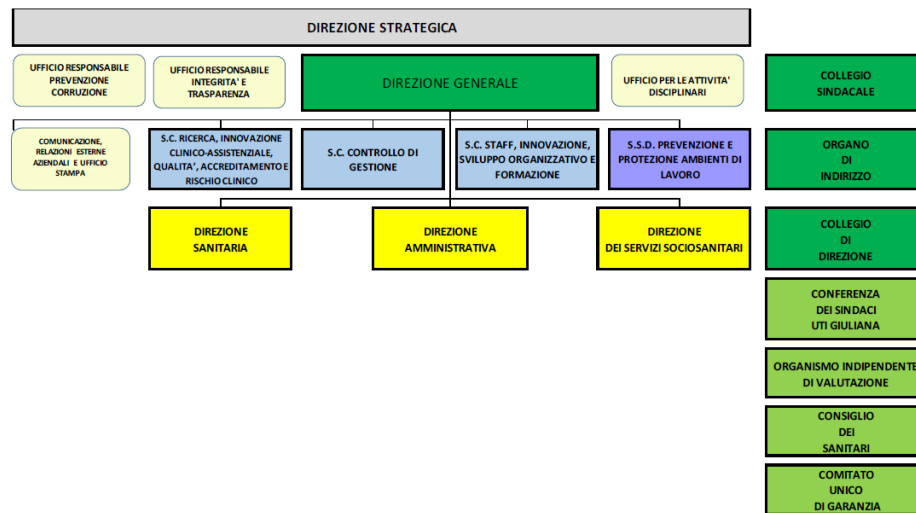 DIREZIONE STRATEGICA
UFFICIO RESPONSABILE
PREVENZIONE
CORRUZIONE
UFFICIO RESPONSABILE
INTEGRITA' E
TRASPARENZA
DIREZIONE GENERALE
UFFICIO PER LE ATTIVITA'
DISCIPLINARI
COLLEGIO
SINDACALE
COMUNICAZIONE,
RELAZIONI ESTERNE
AZIENDALI E UFFICIO
STAMPA
S.C. RICERCA, INNOVAZIONE
CLINICO-ASSISTENZIALE,
QUALITA', ACCREDITAMENTO E
RISCHIO CLINICO
S.C. CONTROLLO DI
GESTIONE
S.C. STAFF, INNOVAZIONE,
SVILUPPO ORGANIZZATIVO E
FORMAZIONE
S.S.D. PREVENZIONE E
PROTEZIONE AMBIENTI DI
LAVORO
ORGANO
DI
INDIRIZZO
DIREZIONE
SANITARIA
DIREZIONE
AMMINISTRATIVA
DIREZIONE
DEI SERVIZI SOCIOSANITARI
COLLEGIO
DI
DIREZIONE
CONFERENZA
DEI SINDACI
UTI GIULIANA
ORGANISMO INDIPENDENTE
DI VALUTAZIONE
CONSIGLIO
DEI
SANITARI
COMITATO
UNICO
DI GARANZIA